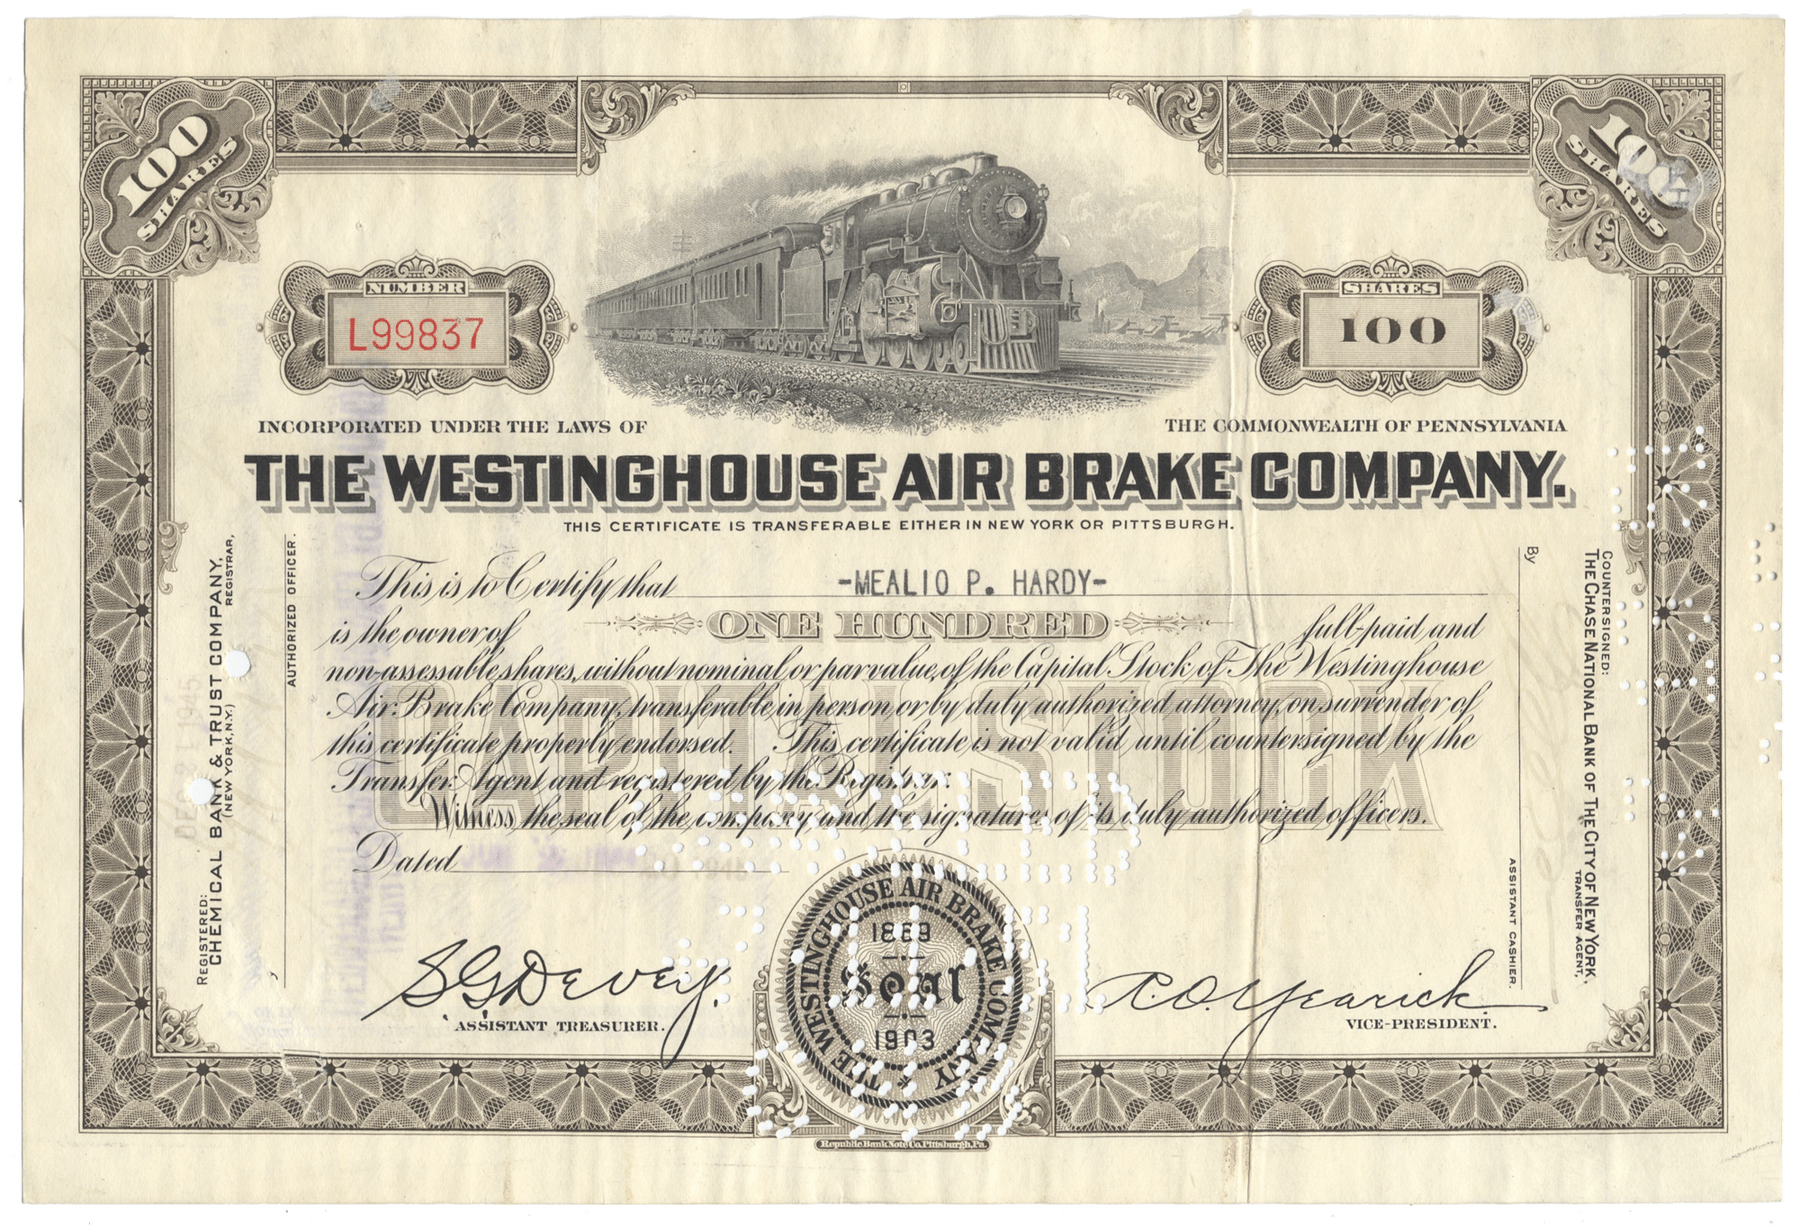 100
SHARES
100
SHARES
NUMBER
L99837
SHARES
100
INCORPORATED UNDER THE LAWS OF
THE COMMONWEALTH OF PENNSYLVANIA
THE WESTINGHOUSE AIR BRAKE COMPANY.
THIS CERTIFICATE IS TRANSFERABLE EITHER IN NEW YORK OR PITTSBURGH.
This is to Certify that -MEALIO P. HARDY-
is the owner of ONE HUNDRED full-paid and
non-assessable shares, without nominal or par value, of the Capital Stock of The Westinghouse
Air Brake Company, transferable in person or by duly authorized attorney, on surrender of
this certificate properly endorsed. This certificate is not valid until countersigned by the
Transfer Agent and registered by the Registrar.
Witness the seal of the company and the signatures of its duly authorized officers.
CAPITAL STOCK
Dated
S G Devey.
ASSISTANT TREASURER.
THE WESTINGHOUSE AIR BRAKE COMPANY
1869
Seal
1903
R. O. Yearick
VICE-PRESIDENT.
REGISTERED:
CHEMICAL BANK & TRUST COMPANY,
(NEW YORK, N.Y.) REGISTRAR,
AUTHORIZED OFFICER.
DEC 21 1945
COUNTERSIGNED:
THE CHASE NATIONAL BANK OF THE CITY OF NEW YORK,
TRANSFER AGENT,
By
ASSISTANT CASHIER.
Republic Bank Note Co. Pittsburgh, Pa.